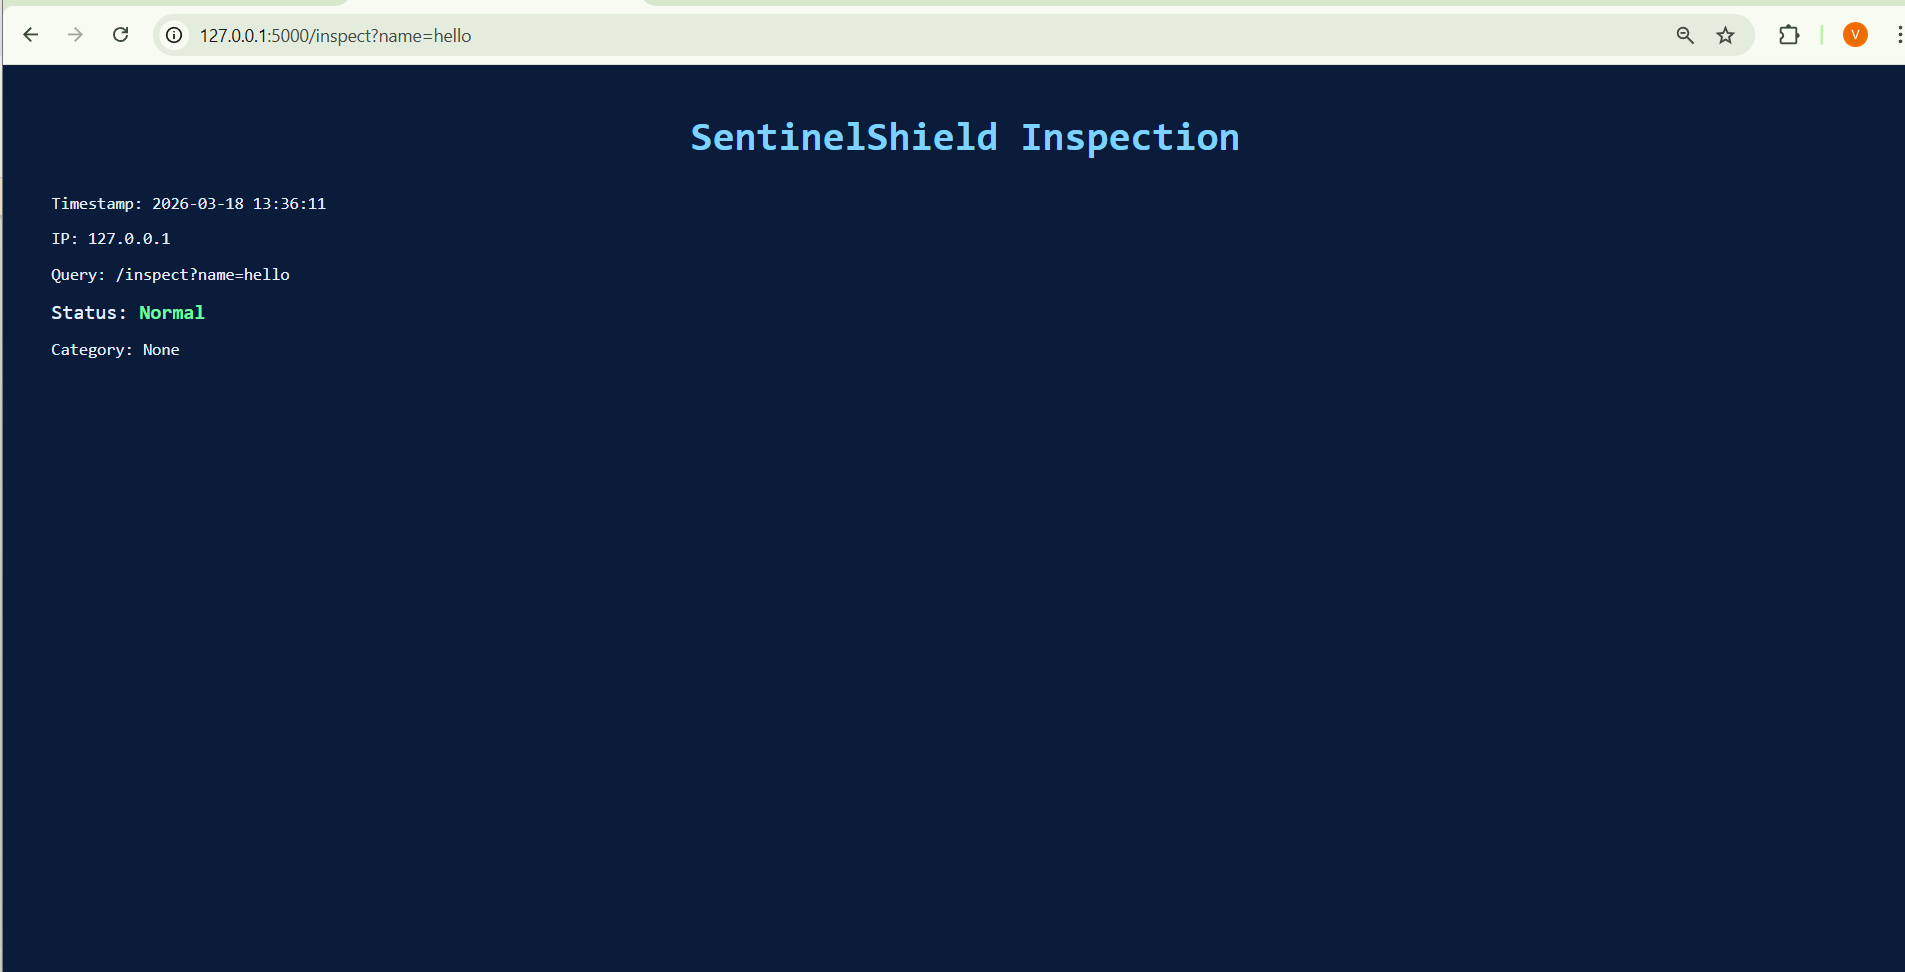 127.0.0.1:5000/inspect?name=hello
V
SentinelShield Inspection
Timestamp: 2026-03-18 13:36:11
IP: 127.0.0.1
Query: /inspect?name=hello
Status: Normal
Category: None